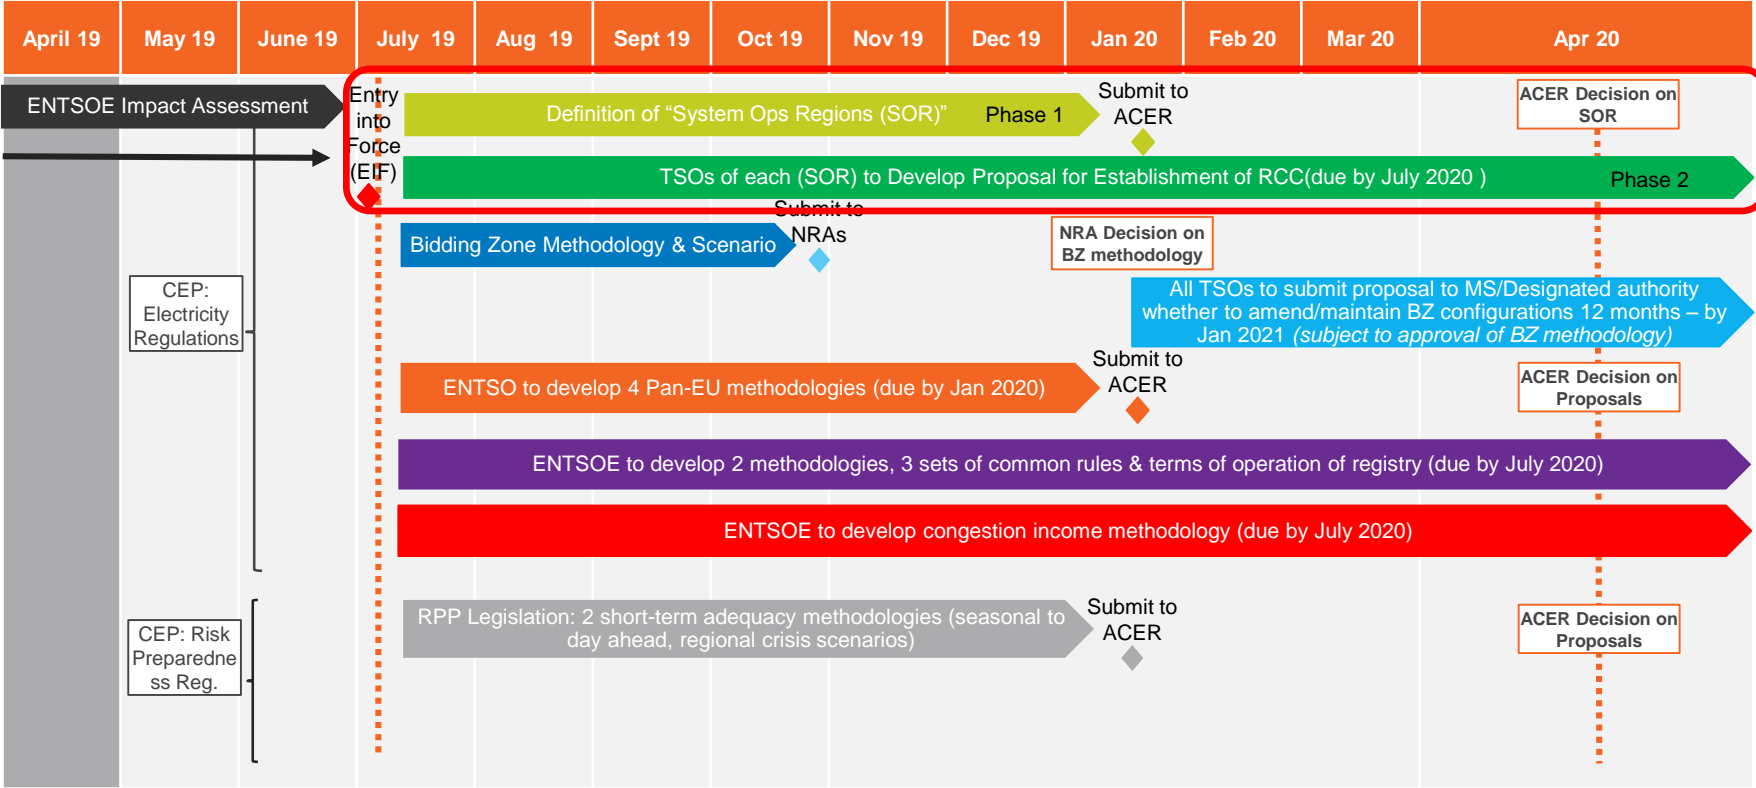 April 19
May 19
June 19
July 19
Aug 19
Sept 19
Oct 19
Nov 19
Dec 19
Jan 20
Feb 20
Mar 20
Apr 20
ENTSOE Impact Assessment
Entry
into
Force
(EIF)
Definition of “System Ops Regions (SOR)”
Phase 1
Submit to
ACER
ACER Decision on
SOR
TSOs of each (SOR) to Develop Proposal for Establishment of RCC(due by July 2020 )
Phase 2
Submit to
NRAs
Bidding Zone Methodology & Scenario
NRA Decision on
BZ methodology
CEP:
Electricity
Regulations
All TSOs to submit proposal to MS/Designated authority
whether to amend/maintain BZ configurations 12 months – by
Jan 2021 (subject to approval of BZ methodology)
ENTSO to develop 4 Pan-EU methodologies (due by Jan 2020)
Submit to
ACER
ACER Decision on
Proposals
ENTSOE to develop 2 methodologies, 3 sets of common rules & terms of operation of registry (due by July 2020)
ENTSOE to develop congestion income methodology (due by July 2020)
CEP: Risk
Preparedne
ss Reg.
RPP Legislation: 2 short-term adequacy methodologies (seasonal to
day ahead, regional crisis scenarios)
Submit to
ACER
ACER Decision on
Proposals